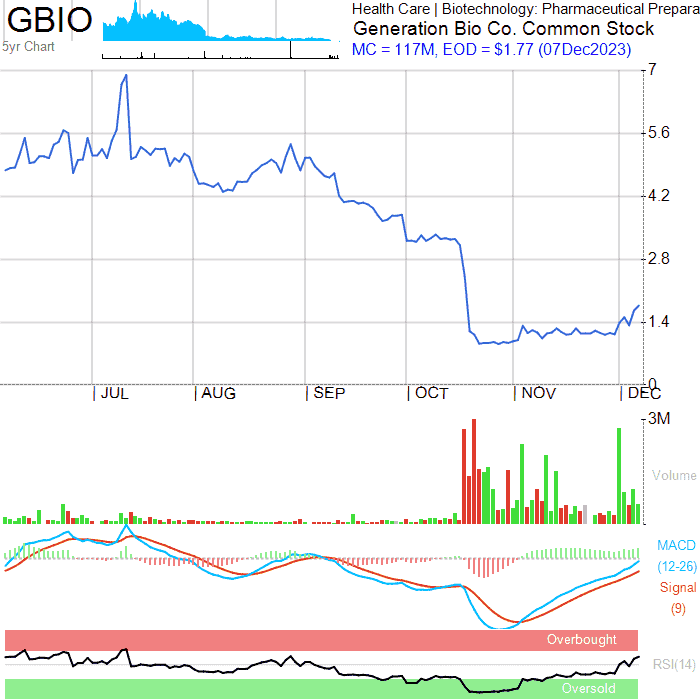 GBIO
5yr Chart
Health Care | Biotechnology: Pharmaceutical Prepara
Generation Bio Co. Common Stock
MC = 117M, EOD = $1.77 (07Dec2023)
7
5.6
4.2
2.8
1.4
0
JUL AUG SEP OCT NOV DEC
3M
Volume
MACD
(12-26)
Signal
(9)
Overbought
RSI(14)
Oversold